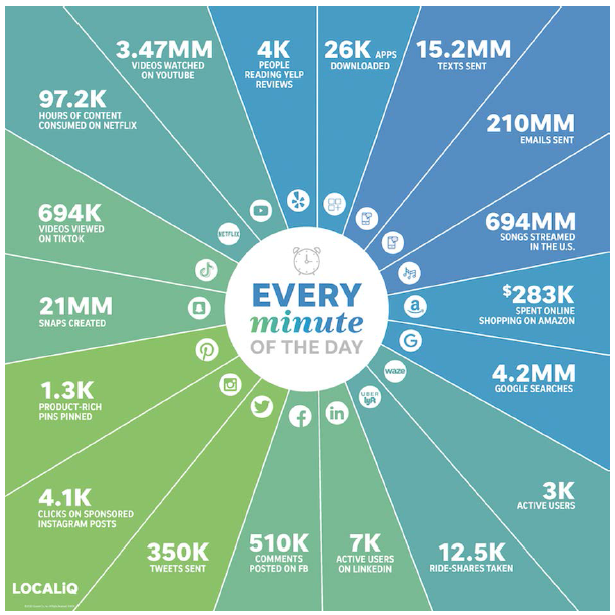 3.47MM
VIDEOS WATCHED
ON YOUTUBE
4K
PEOPLE
READING YELP
REVIEWS
26K APPS
DOWNLOADED
15.2MM
TEXTS SENT
97.2K
HOURS OF CONTENT
CONSUMED ON NETFLIX
210MM
EMAILS SENT
694K
VIDEOS VIEWED
ON TIKTOK
694MM
SONGS STREAMED
IN THE U.S.
NETFLIX
21MM
SNAPS CREATED
EVERY
minute
OF THE DAY
$283K
SPENT ONLINE
SHOPPING ON AMAZON
a
G
4.2MM
GOOGLE SEARCHES
waze
UBER
lyft
in
1.3K
PRODUCT-RICH
PINS PINNED
3K
ACTIVE USERS
4.1K
CLICKS ON SPONSORED
INSTAGRAM POSTS
350K
TWEETS SENT
510K
COMMENTS
POSTED ON FB
7K
ACTIVE USERS
ON LINKEDIN
12.5K
RIDE-SHARES TAKEN
LOCALiQ